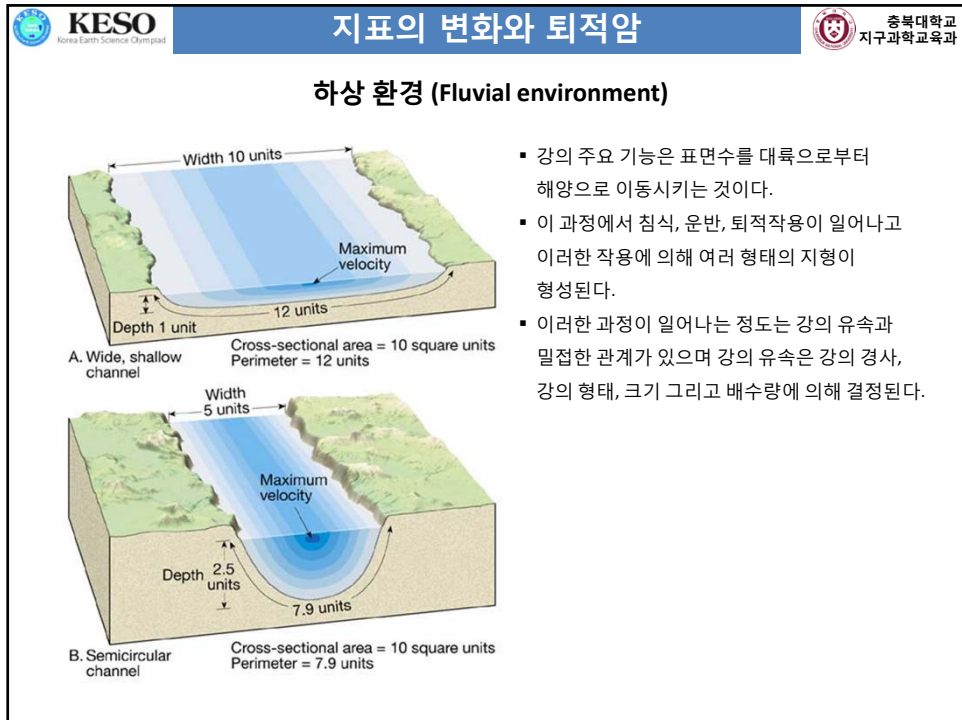 KESO
Korea Earth Science Olympiad
지표의 변화와 퇴적암
충북대학교
지구과학교육과
하상 환경 (Fluvial environment)
Width 10 units
Maximum
velocity
12 units
Depth 1 unit
A. Wide, shallow
channel
Cross-sectional area = 10 square units
Perimeter = 12 units
Width
5 units
Maximum
velocity
Depth 2.5
units
7.9 units
B. Semicircular
channel
Cross-sectional area = 10 square units
Perimeter = 7.9 units
▪ 강의 주요 기능은 표면수를 대륙으로부터
해양으로 이동시키는 것이다.
▪ 이 과정에서 침식, 운반, 퇴적작용이 일어나고
이러한 작용에 의해 여러 형태의 지형이
형성된다.
▪ 이러한 과정이 일어나는 정도는 강의 유속과
밀접한 관계가 있으며 강의 유속은 강의 경사,
강의 형태, 크기 그리고 배수량에 의해 결정된다.